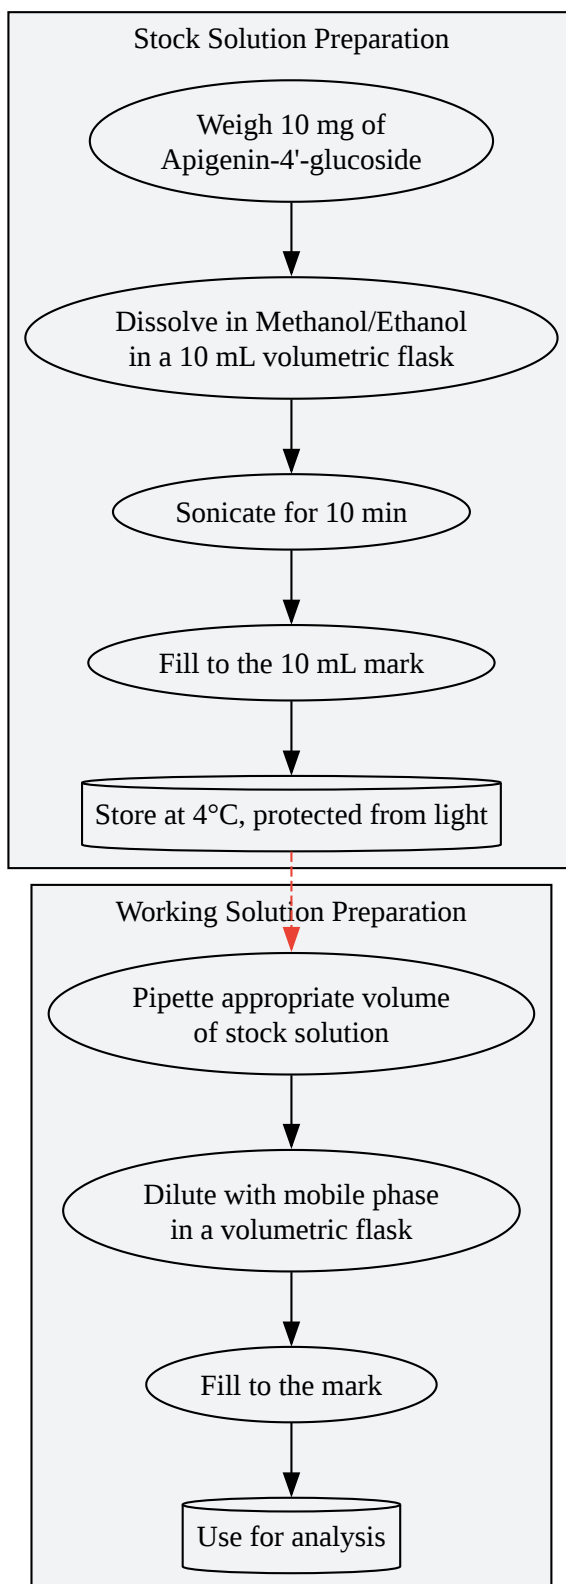 Stock Solution Preparation
Weigh 10 mg of
Apigenin-4'-glucoside
Dissolve in Methanol/Ethanol
in a 10 mL volumetric flask
Sonicate for 10 min
Fill to the 10 mL mark
Store at 4°C, protected from light
Working Solution Preparation
Pipette appropriate volume
of stock solution
Dilute with mobile phase
in a volumetric flask
Fill to the mark
Use for analysis